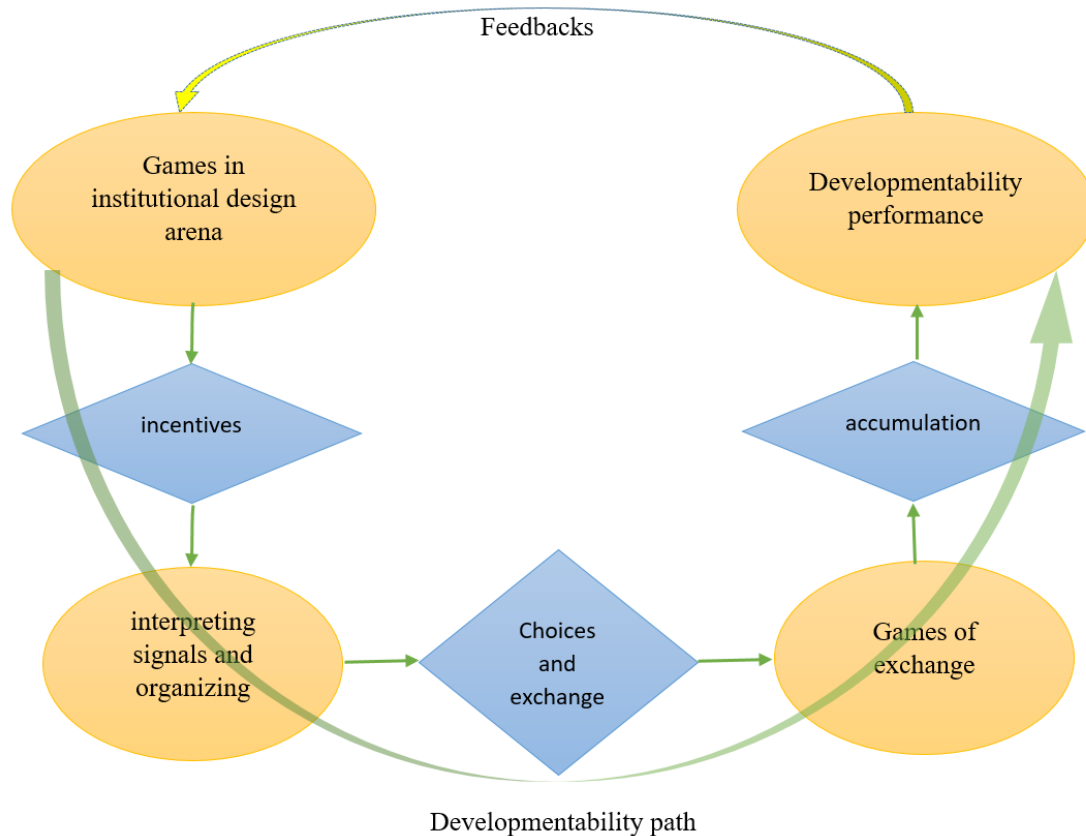 Feedbacks
Games in
institutional design
arena
Developmentability
performance
incentives
accumulation
interpreting
signals and
organizing
Choices
and
exchange
Games of
exchange
Developmentability path